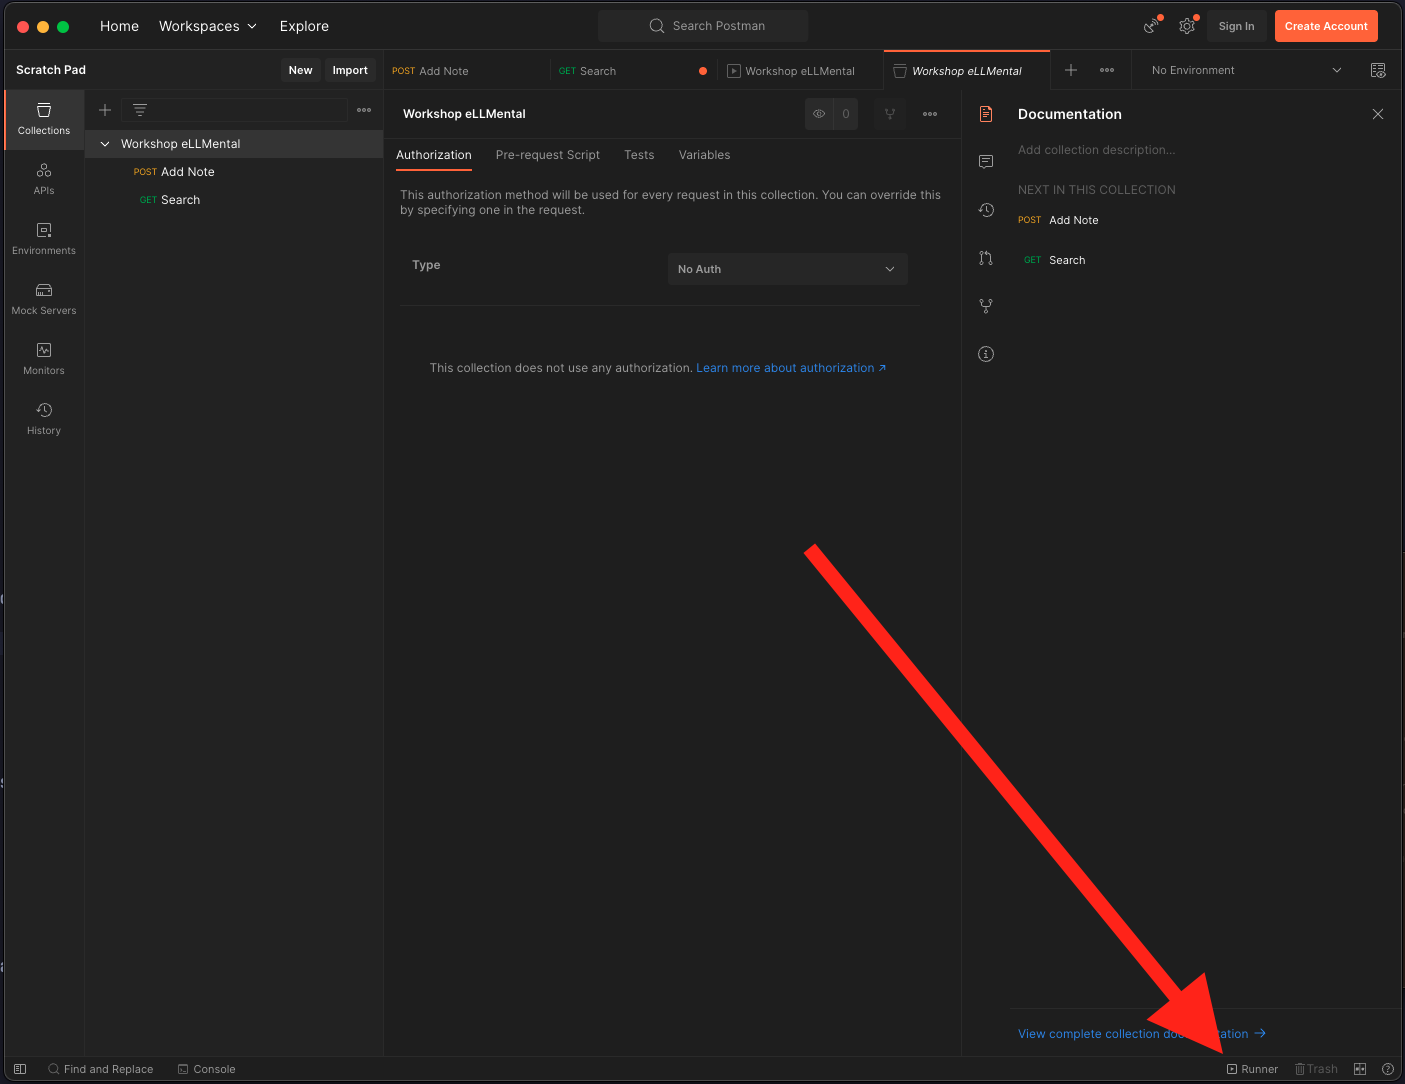 Home Workspaces Explore Search Postman Sign In Create Account
Scratch Pad New Import
POST Add Note GET Search Workshop eLLMental Workshop eLLMental No Environment
Collections
APIs
Environments
Mock Servers
Monitors
History
Workshop eLLMental
POST Add Note
GET Search
Workshop eLLMental 0
Authorization Pre-request Script Tests Variables
This authorization method will be used for every request in this collection. You can override this
by specifying one in the request.
Type No Auth
This collection does not use any authorization. Learn more about authorization
Documentation
Add collection description...
NEXT IN THIS COLLECTION
POST Add Note
GET Search
View complete collection
Find and Replace Console Runner Trash